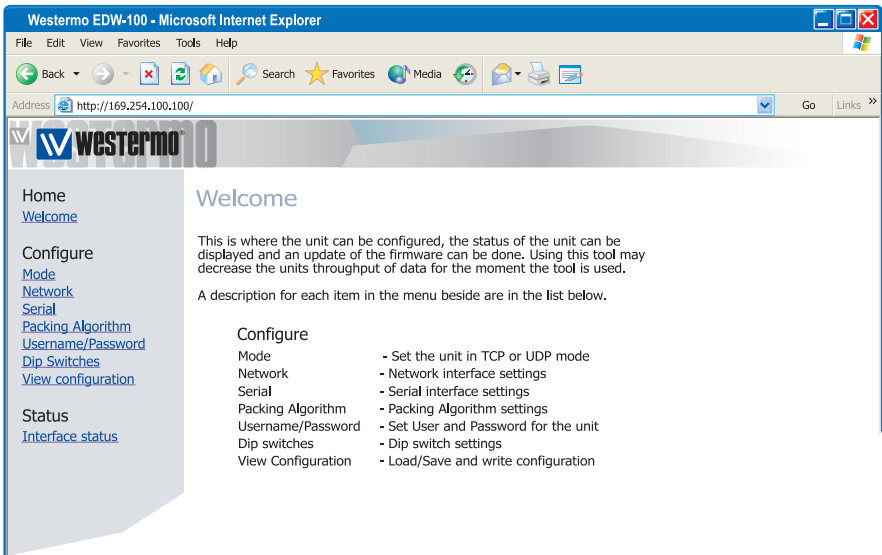 Westermo EDW-100 - Microsoft Internet Explorer
File Edit View Favorites Tools Help
Back Search Favorites Media
Address http://169.254.100.100/ Go Links »
westermo®
Home
Welcome
Configure
Mode
Network
Serial
Packing Algorithm
Username/Password
Dip Switches
View configuration
Status
Interface status
Welcome
This is where the unit can be configured, the status of the unit can be
displayed and an update of the firmware can be done. Using this tool may
decrease the units throughput of data for the moment the tool is used.
A description for each item in the menu beside are in the list below.
Configure
Mode - Set the unit in TCP or UDP mode
Network - Network interface settings
Serial - Serial interface settings
Packing Algorithm - Packing Algorithm settings
Username/Password - Set User and Password for the unit
Dip switches - Dip switch settings
View Configuration - Load/Save and write configuration